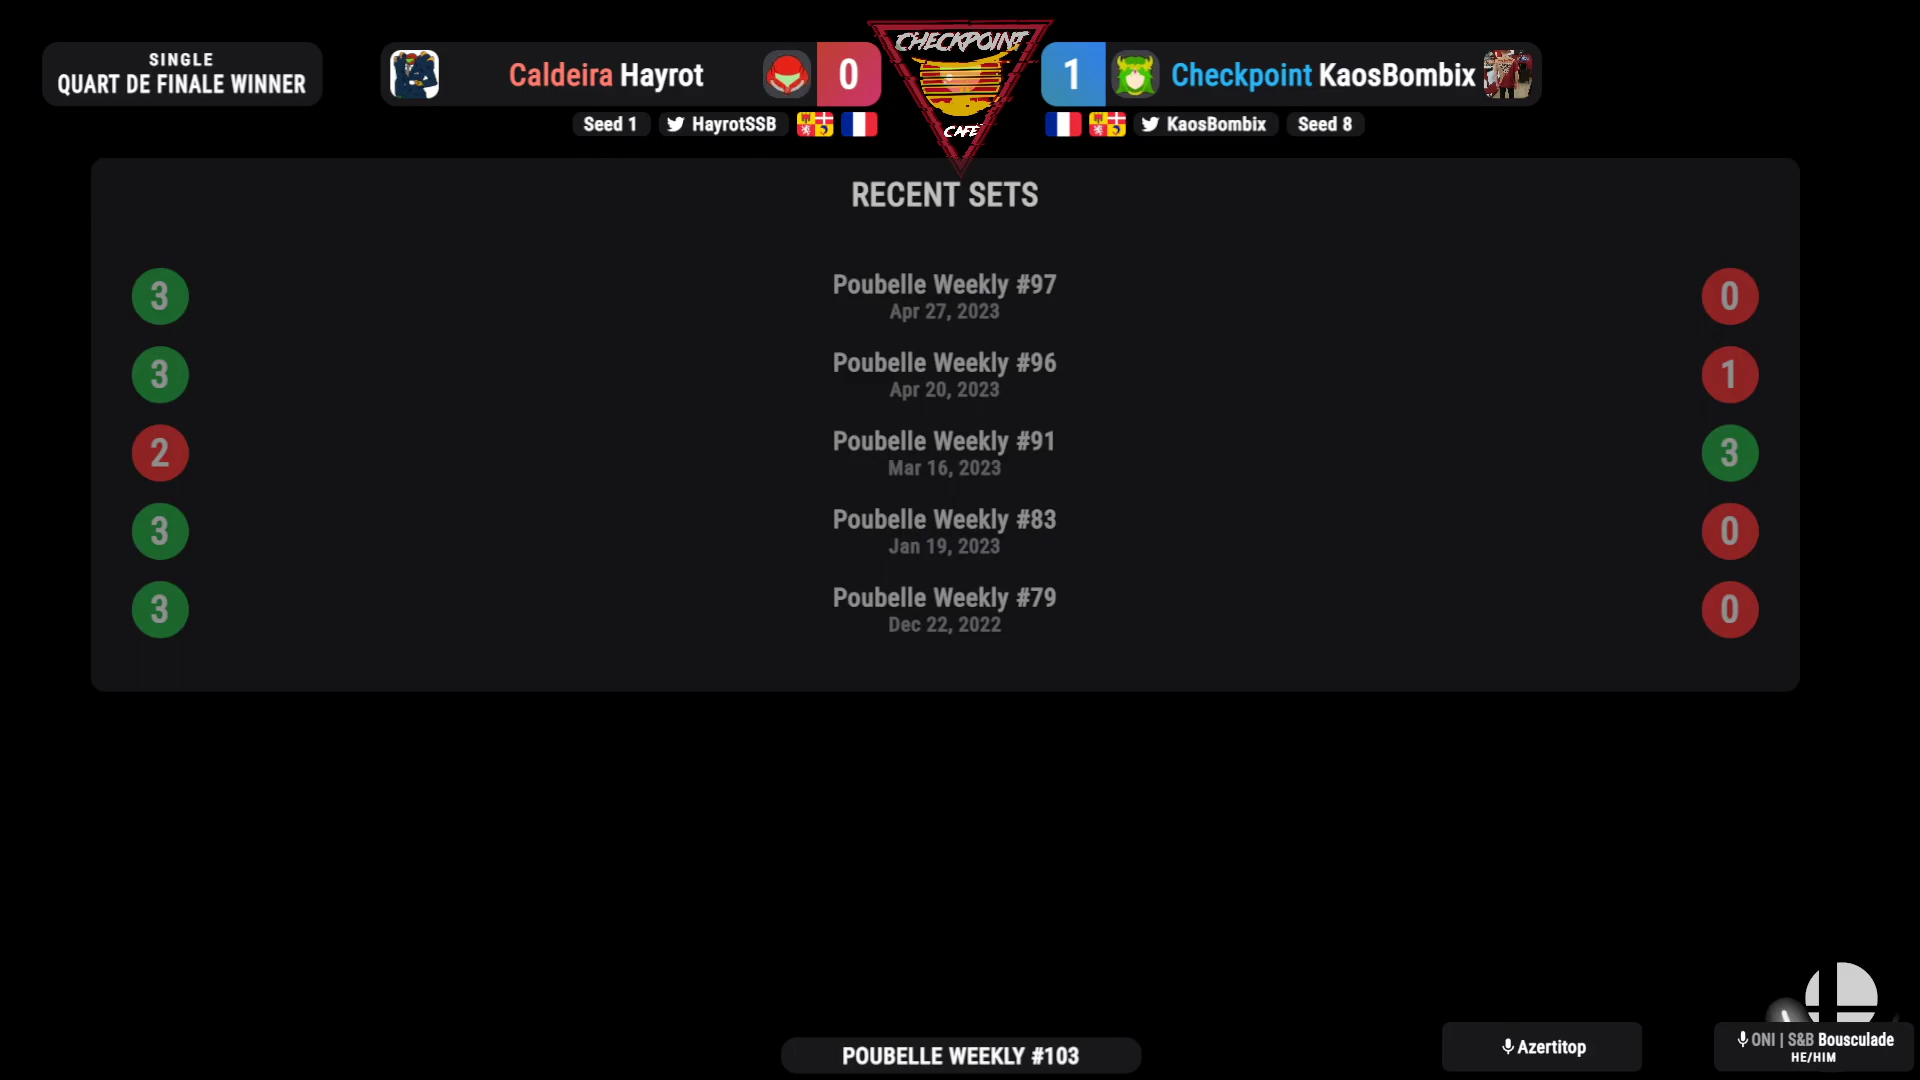 SINGLE
QUART DE FINALE WINNER
Caldeira Hayrot
0
CHECKPOINT
CAFE
1
Checkpoint KaosBombix
Seed 1
HayrotSSB
KaosBombix
Seed 8
RECENT SETS
3
Poubelle Weekly #97
Apr 27, 2023
0
3
Poubelle Weekly #96
Apr 20, 2023
1
2
Poubelle Weekly #91
Mar 16, 2023
3
3
Poubelle Weekly #83
Jan 19, 2023
0
3
Poubelle Weekly #79
Dec 22, 2022
0
POUBELLE WEEKLY #103
Azertitop
ONI | S&B Bousculade
HE/HIM